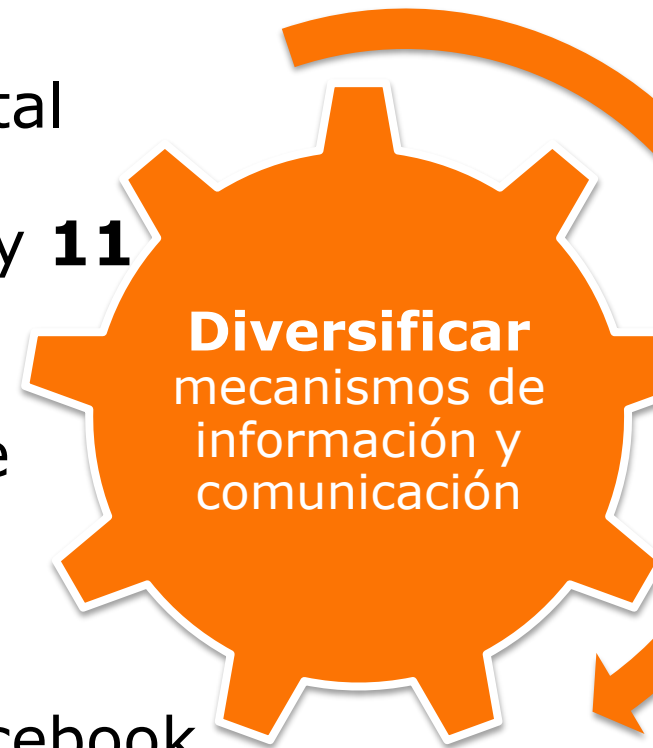 tal
y 11
Diversificar
mecanismos de
información y
comunicación
e
cebook